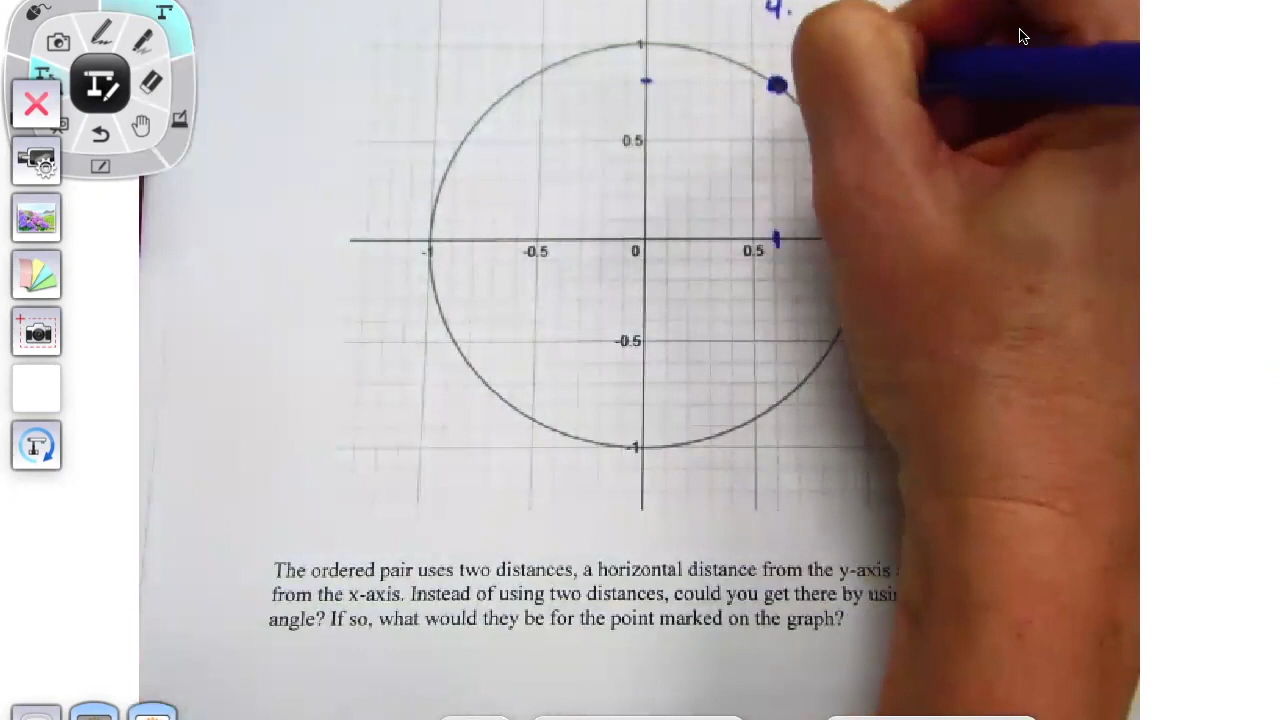 4.
1
0.5
-1 -0.5 0 0.5
-0.5
-1
The ordered pair uses two distances, a horizontal distance from the y-axis
from the x-axis. Instead of using two distances, could you get there by
angle? If so, what would they be for the point marked on the graph?